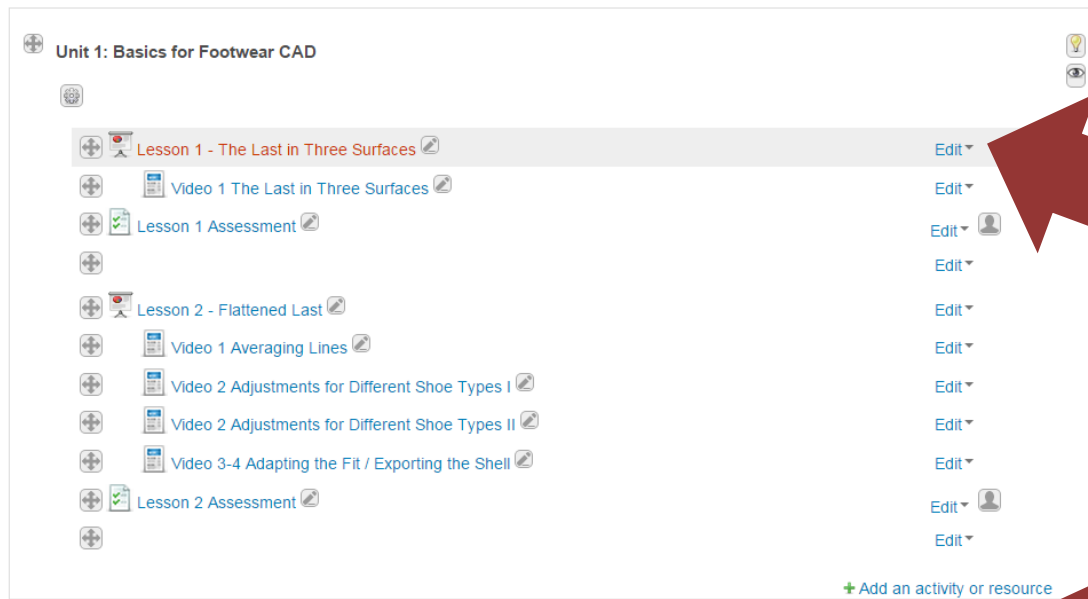 Unit 1: Basics for Footwear CAD
Lesson 1 - The Last in Three Surfaces Edit
Video 1 The Last in Three Surfaces Edit
Lesson 1 Assessment Edit
Edit
Lesson 2 - Flattened Last Edit
Video 1 Averaging Lines Edit
Video 2 Adjustments for Different Shoe Types I Edit
Video 2 Adjustments for Different Shoe Types II Edit
Video 3-4 Adapting the Fit / Exporting the Shell Edit
Lesson 2 Assessment Edit
Edit
+ Add an activity or resource